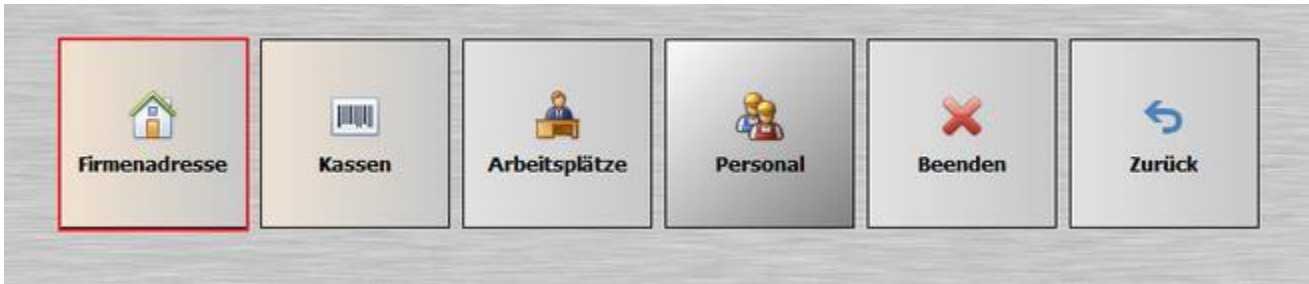 Firmenadresse
Kassen
Arbeitsplätze
Personal
Beenden
Zurück